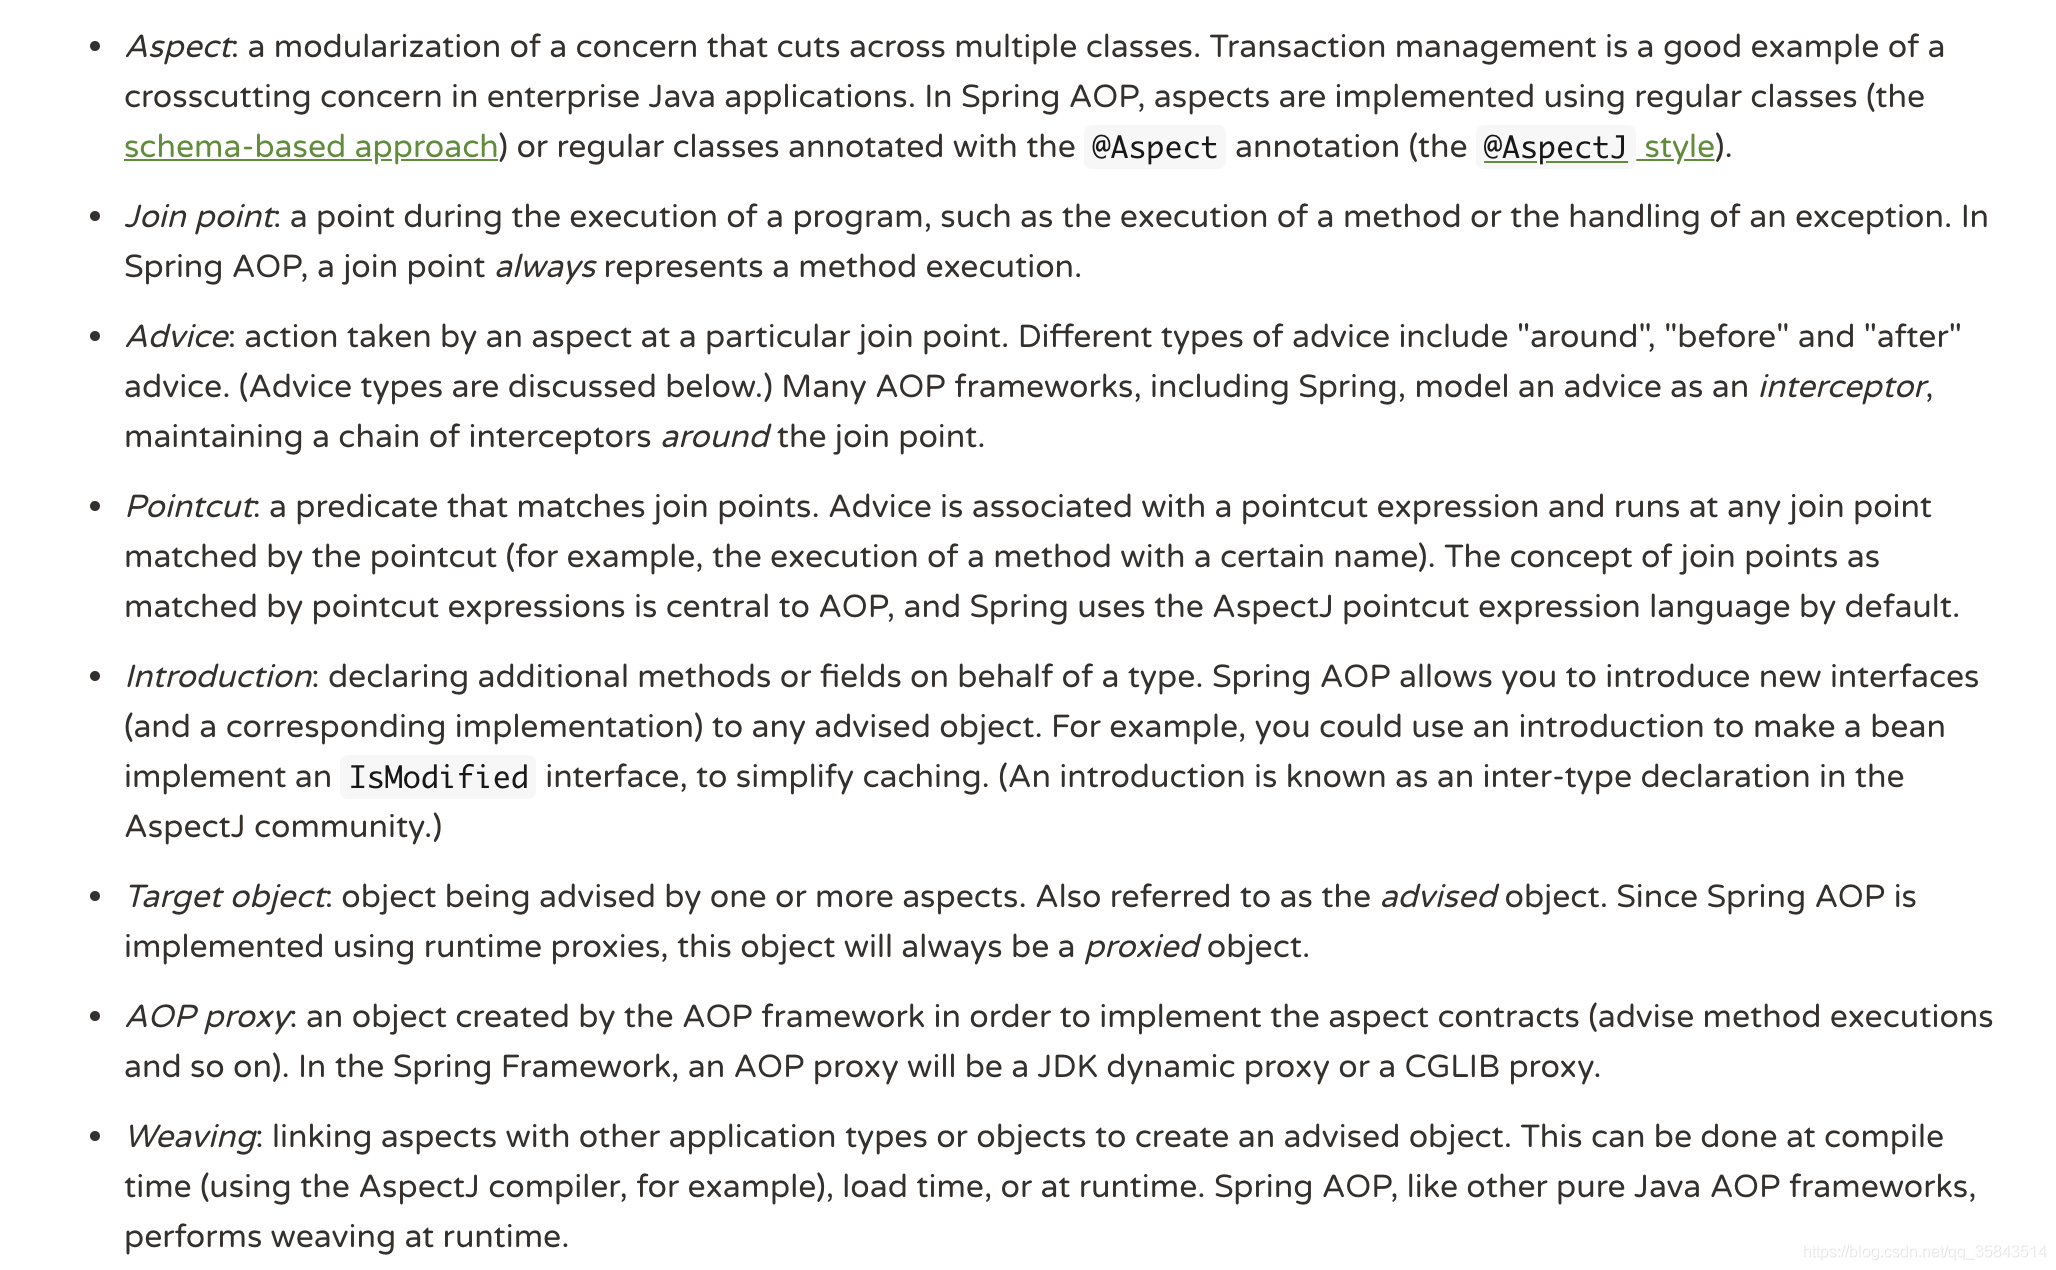 • Aspect: a modularization of a concern that cuts across multiple classes. Transaction management is a good example of a
crosscutting concern in enterprise Java applications. In Spring AOP, aspects are implemented using regular classes (the
schema-based approach) or regular classes annotated with the @Aspect annotation (the @AspectJ style).
• Join point: a point during the execution of a program, such as the execution of a method or the handling of an exception. In
Spring AOP, a join point always represents a method execution.
• Advice: action taken by an aspect at a particular join point. Different types of advice include "around", "before" and "after"
advice. (Advice types are discussed below.) Many AOP frameworks, including Spring, model an advice as an interceptor,
maintaining a chain of interceptors around the join point.
• Pointcut: a predicate that matches join points. Advice is associated with a pointcut expression and runs at any join point
matched by the pointcut (for example, the execution of a method with a certain name). The concept of join points as
matched by pointcut expressions is central to AOP, and Spring uses the AspectJ pointcut expression language by default.
• Introduction: declaring additional methods or fields on behalf of a type. Spring AOP allows you to introduce new interfaces
(and a corresponding implementation) to any advised object. For example, you could use an introduction to make a bean
implement an IsModified interface, to simplify caching. (An introduction is known as an inter-type declaration in the
AspectJ community.)
• Target object: object being advised by one or more aspects. Also referred to as the advised object. Since Spring AOP is
implemented using runtime proxies, this object will always be a proxied object.
• AOP proxy: an object created by the AOP framework in order to implement the aspect contracts (advise method executions
and so on). In the Spring Framework, an AOP proxy will be a JDK dynamic proxy or a CGLIB proxy.
• Weaving: linking aspects with other application types or objects to create an advised object. This can be done at compile
time (using the AspectJ compiler, for example), load time, or at runtime. Spring AOP, like other pure Java AOP frameworks,
performs weaving at runtime.
https://blog.csdn.net/qq_35843514